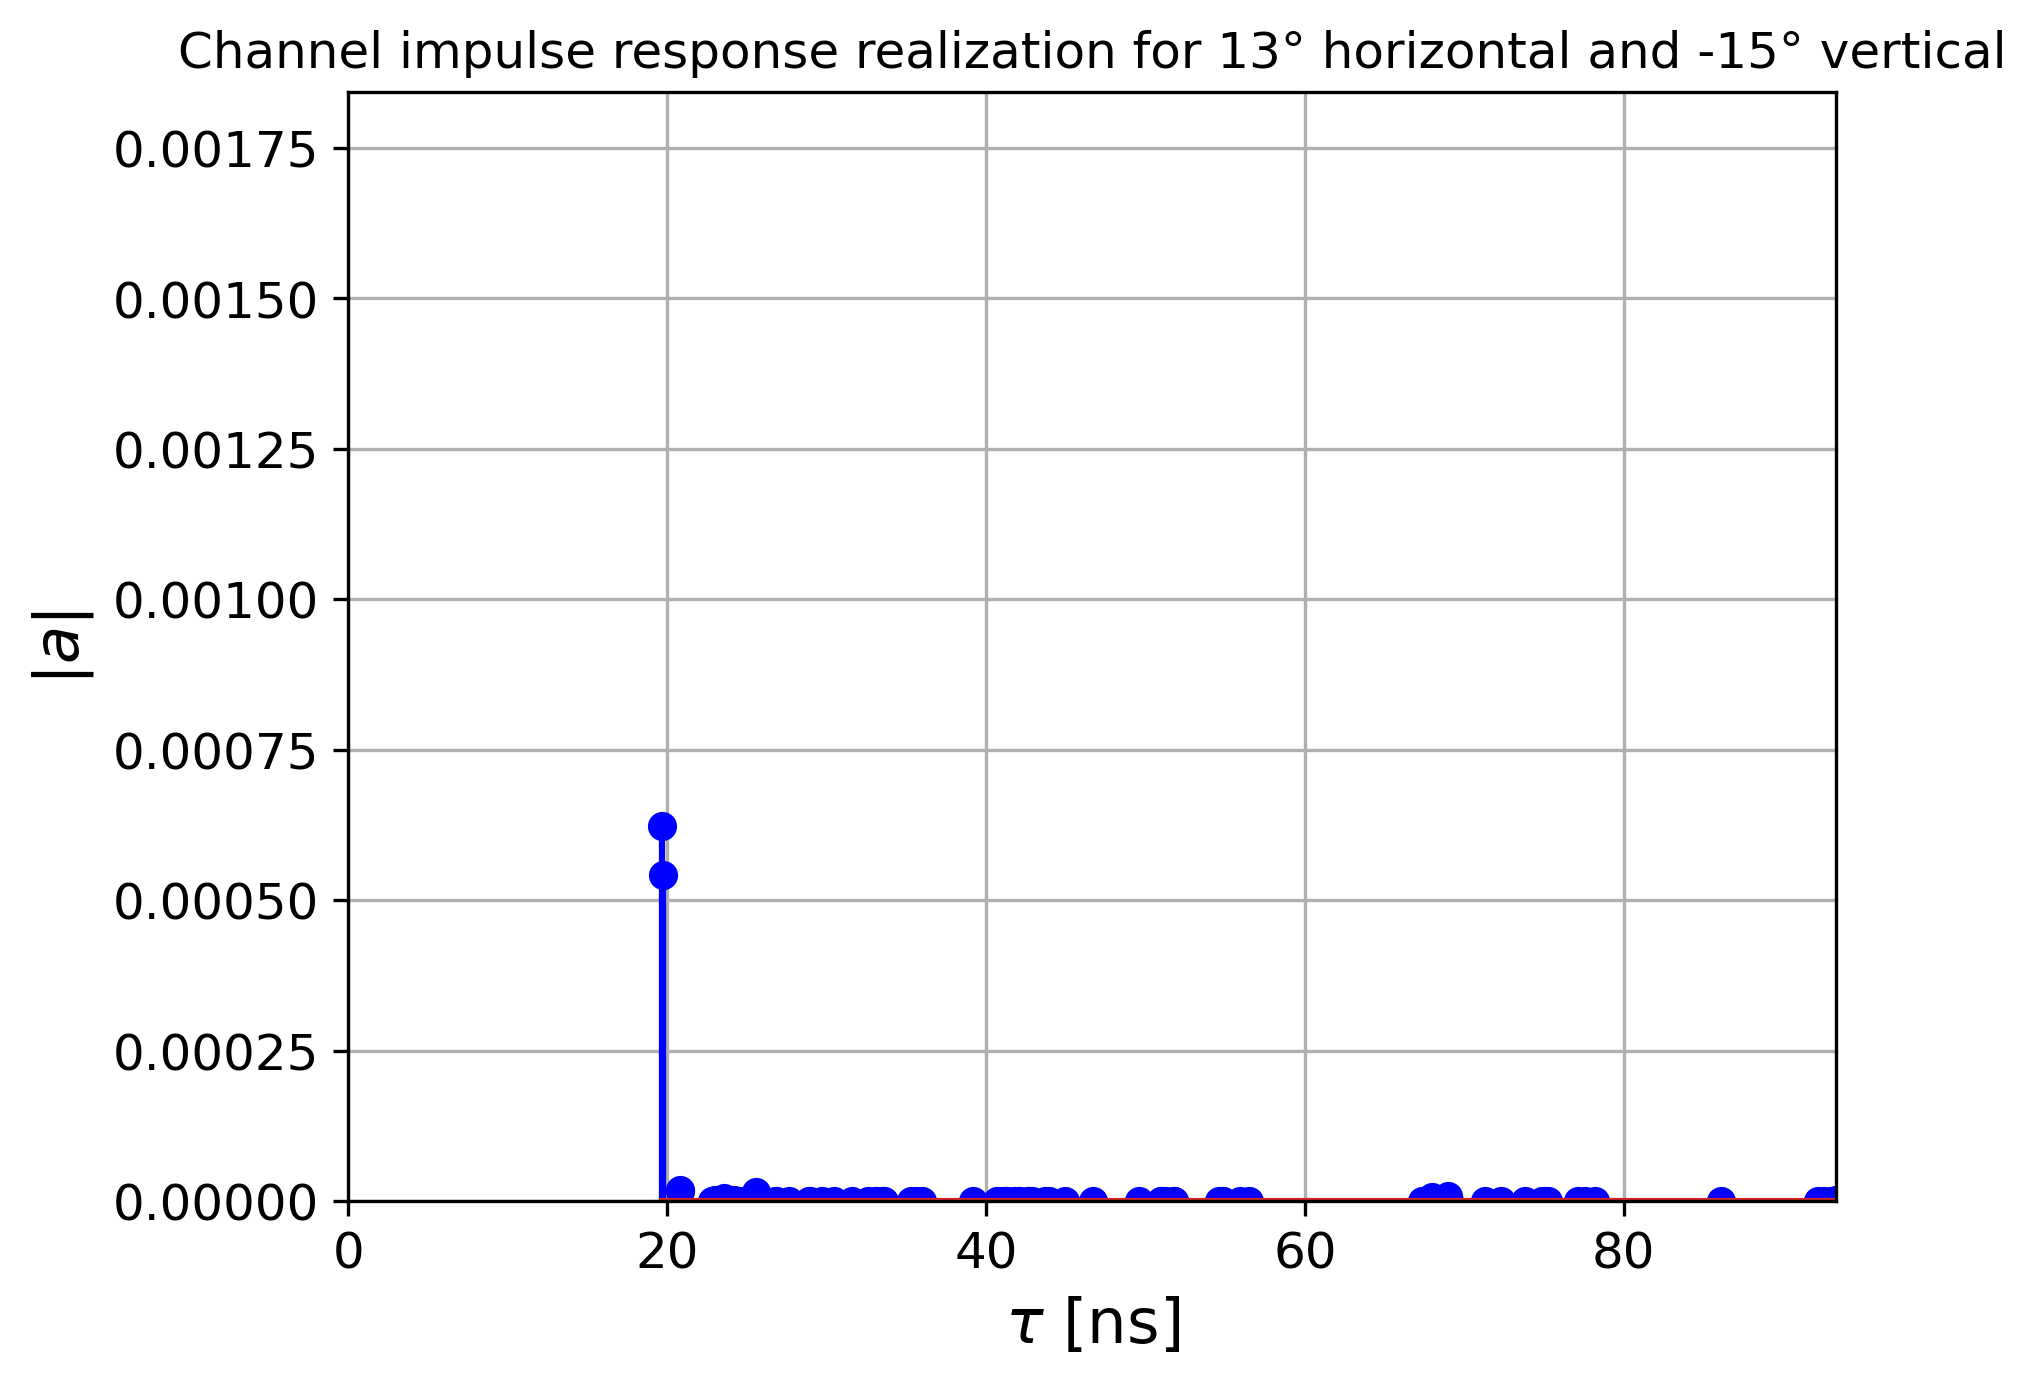 Channel impulse response realization for 13° horizontal and -15° vertical
0.00175
0.00150
0.00125
0.00100
0.00075
0.00050
0.00025
0.00000
|a|
0 20 40 60 80
τ [ns]